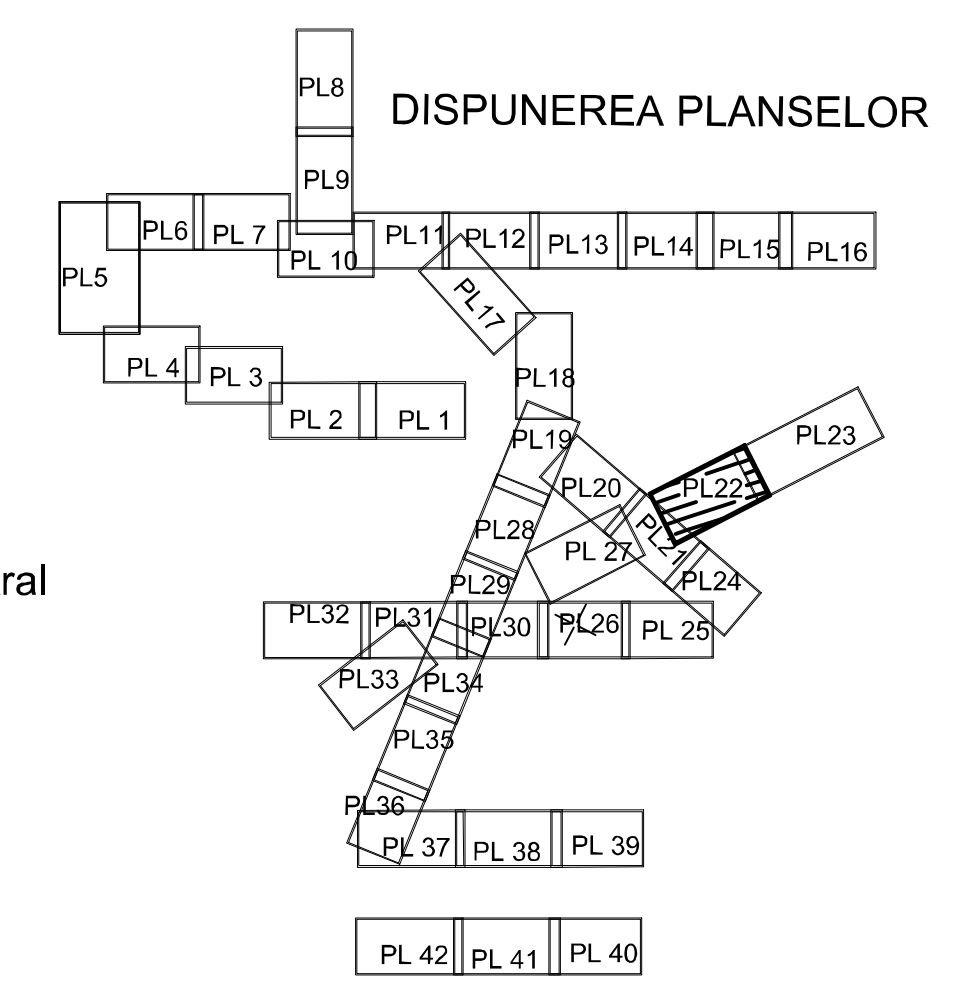 PL8
DISPUNEREA PLANSELOR
PL9
PL6
PL 7
PL11
PL12
PL13
PL14
PL15
PL16
PL 10
PL5
PL17
PL 4
PL 3
PL18
PL 2
PL 1
PL19
PL23
PL20
PL22
PL28
PL21
PL 27
PL29
PL24
ral
PL32
PL31
PL30
PL26
PL 25
PL33
PL34
PL35
PL36
PL 37
PL 38
PL 39
PL 42
PL 41
PL 40